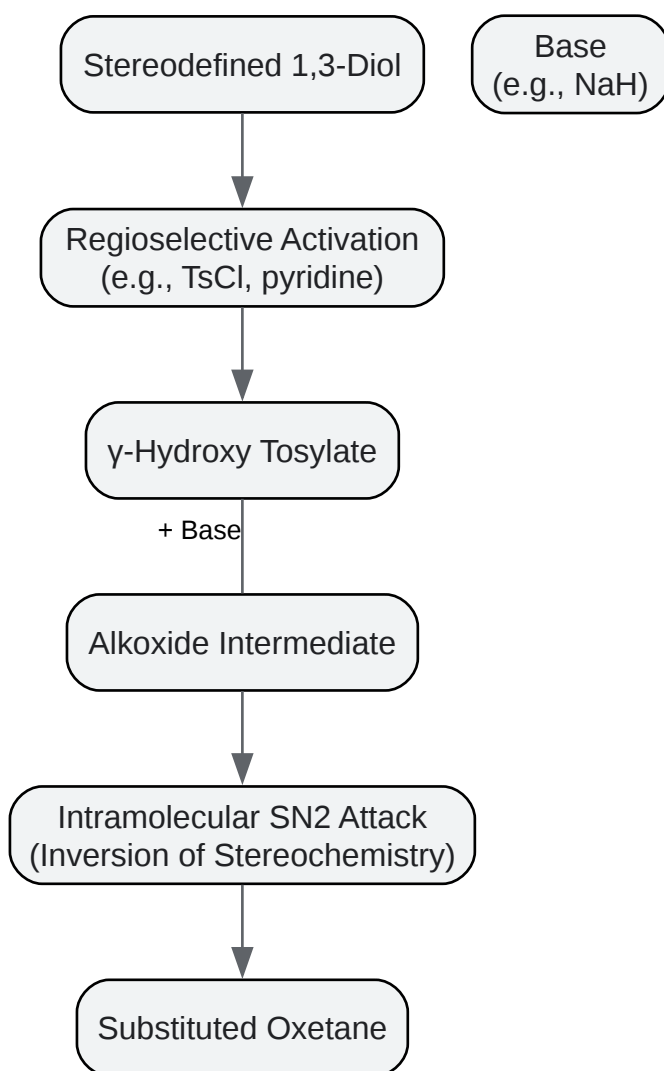 Stereodefined 1,3-Diol
Base
(e.g., NaH)
Regioselective Activation
(e.g., TsCl, pyridine)
γ-Hydroxy Tosylate
+ Base
Alkoxide Intermediate
Intramolecular SN2 Attack
(Inversion of Stereochemistry)
Substituted Oxetane